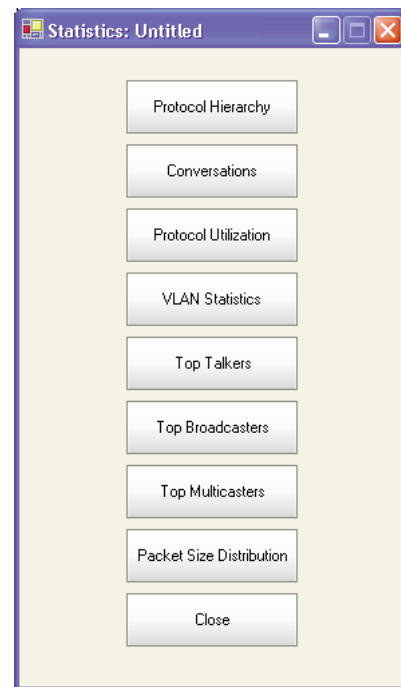 Statistics: Untitled
Protocol Hierarchy
Conversations
Protocol Utilization
VLAN Statistics
Top Talkers
Top Broadcasters
Top Multicasters
Packet Size Distribution
Close